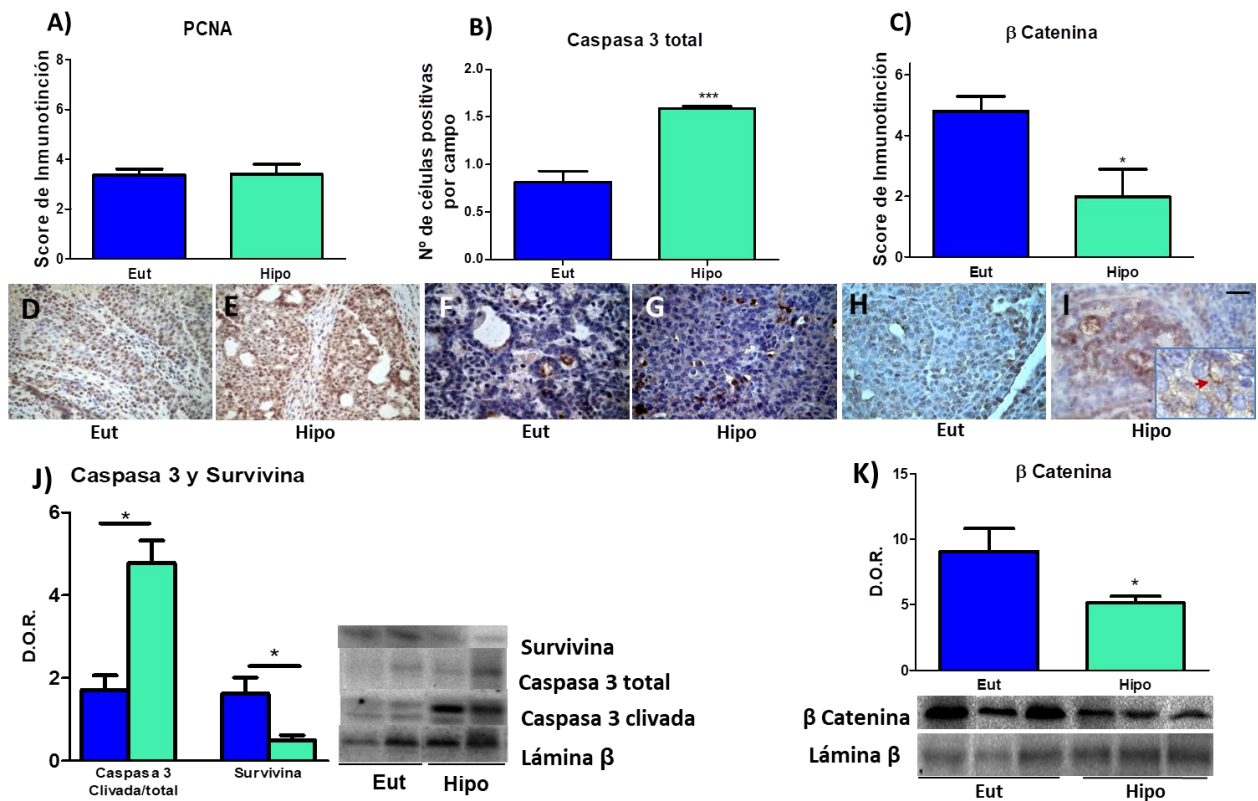 A)
PCNA
Score de Inmunotinción
8
6
4
2
0
Eut
Hipo
B)
Caspasa 3 total
Nº de células positivas
por campo
2.0
1.5
1.0
0.5
0.0
***
Eut
Hipo
C)
β Catenina
Score de Inmunotinción
6
4
2
0
*
Eut
Hipo
D
E
F
G
H
I
Eut
Hipo
Eut
Hipo
Eut
Hipo
J)
Caspasa 3 y Survivina
D.O.R.
6
4
2
0
*
*
Caspasa 3
Clivada/total
Survivina
Survivina
Caspasa 3 total
Caspasa 3 clivada
Lámina β
Eut
Hipo
K)
β Catenina
D.O.R.
15
10
5
0
*
Eut
Hipo
β Catenina
Lámina β
Eut
Hipo